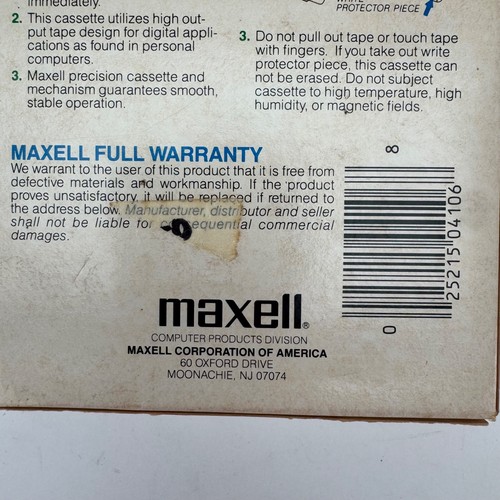 immediately.
2. This cassette utilizes high out-
put tape design for digital appli-
cations as found in personal
computers.
3. Maxell precision cassette and
mechanism guarantees smooth,
stable operation.
WRITE
PROTECTOR PIECE
3. Do not pull out tape or touch tape
with fingers. If you take out write
protector piece, this cassette can
not be erased. Do not subject
cassette to high temperature, high
humidity, or magnetic fields.
MAXELL FULL WARRANTY
We warrant to the user of this product that it is free from
defective materials and workmanship. If the product
proves unsatisfactory, it will be replaced if returned to
the address below. Manufacturer, distributor and seller
shall not be liable for consequential commercial
damages.
maxell®
COMPUTER PRODUCTS DIVISION
MAXELL CORPORATION OF AMERICA
60 OXFORD DRIVE
MOONACHIE, NJ 07074
0 25215 04106 8